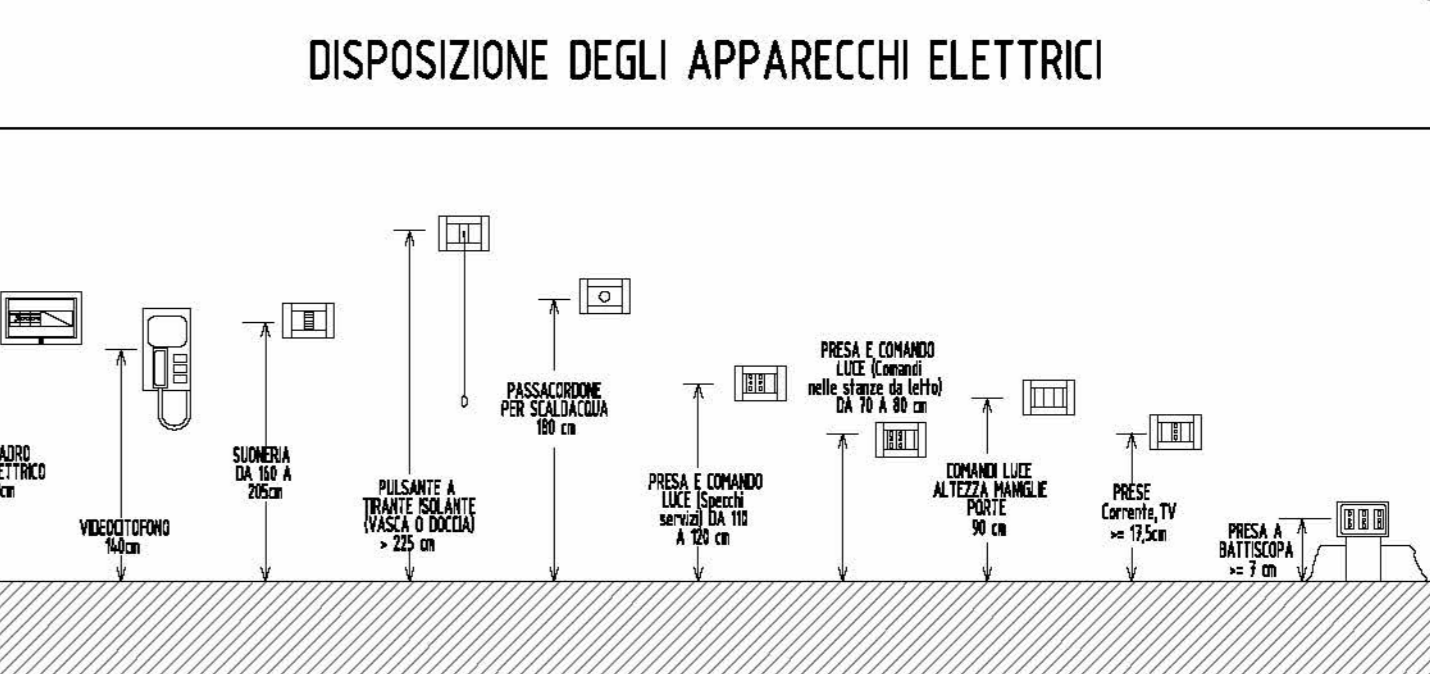 DISPOSIZIONE DEGLI APPARECCHI ELETTRICI
ADRO
ETTRICO
cm
VIDEOCITOFONO
140cm
SUONERIA
DA 160 A
205cm
PULSANTE A
TIRANTE ISOLANTE
(VASCA O DOCCIA)
> 225 cm
PASSACORDONE
PER SCALDACQUA
180 cm
PRESA E COMANDO
LUCE (Specchi
servizi) DA 110
A 120 cm
PRESA E COMANDO
LUCE (Comandi
nelle stanze da letto)
DA 70 A 80 cm
COMANDI LUCE
ALTEZZA MANIGLIE
PORTE
90 cm
PRESE
Corrente, TV
>= 17,5cm
PRESA A
BATTISCOPA
>= 7 cm